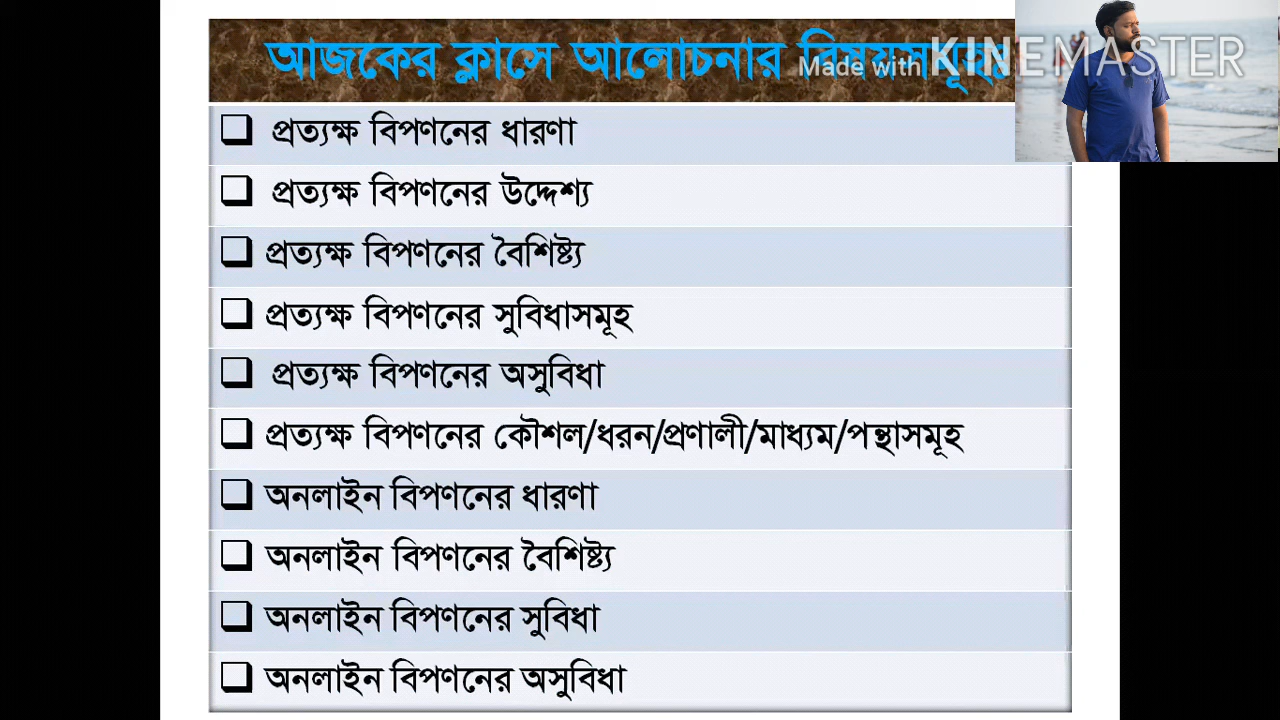 আজকের ক্লাসে আলোচনার বিষয়সমূহঃ
Made with KINEMASTER
❑ প্রত্যক্ষ বিপণনের ধারণা
❑ প্রত্যক্ষ বিপণনের উদ্দেশ্য
❑ প্রত্যক্ষ বিপণনের বৈশিষ্ট্য
❑ প্রত্যক্ষ বিপণনের সুবিধাসমূহ
❑ প্রত্যক্ষ বিপণনের অসুবিধা
❑ প্রত্যক্ষ বিপণনের কৌশল/ধরন/প্রণালী/মাধ্যম/পন্থাসমূহ
❑ অনলাইন বিপণনের ধারণা
❑ অনলাইন বিপণনের বৈশিষ্ট্য
❑ অনলাইন বিপণনের সুবিধা
❑ অনলাইন বিপণনের অসুবিধা